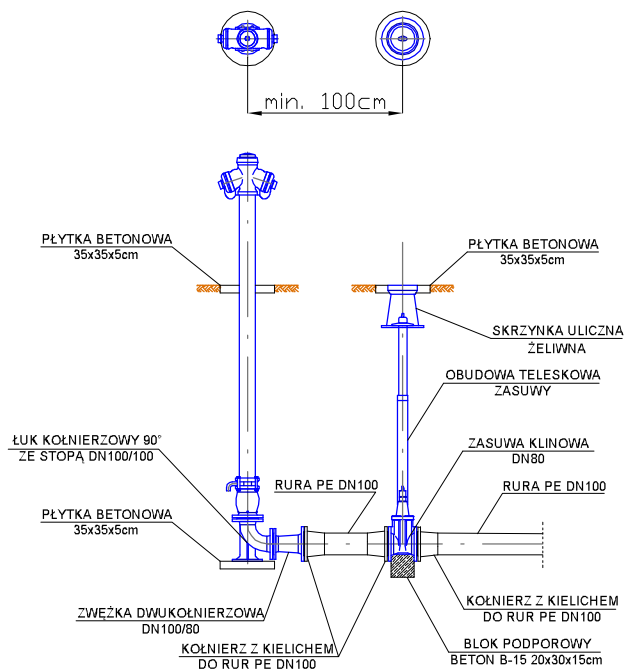 min. 100cm
PŁYTKA BETONOWA
35x35x5cm
PŁYTKA BETONOWA
35x35x5cm
SKRZYNKA ULICZNA
ŻELIWNA
OBUDOWA TELESKOWA
ZASUWY
ŁUK KOŁNIERZOWY 90°
ZE STOPĄ DN100/100
ZASUWA KLINOWA
DN80
RURA PE DN100
RURA PE DN100
PŁYTKA BETONOWA
35x35x5cm
ZWĘŻKA DWUKOŁNIERZOWA
DN100/80
KOŁNIERZ Z KIELICHEM
DO RUR PE DN100
KOŁNIERZ Z KIELICHEM
DO RUR PE DN100
BLOK PODPOROWY
BETON B-15 20x30x15cm